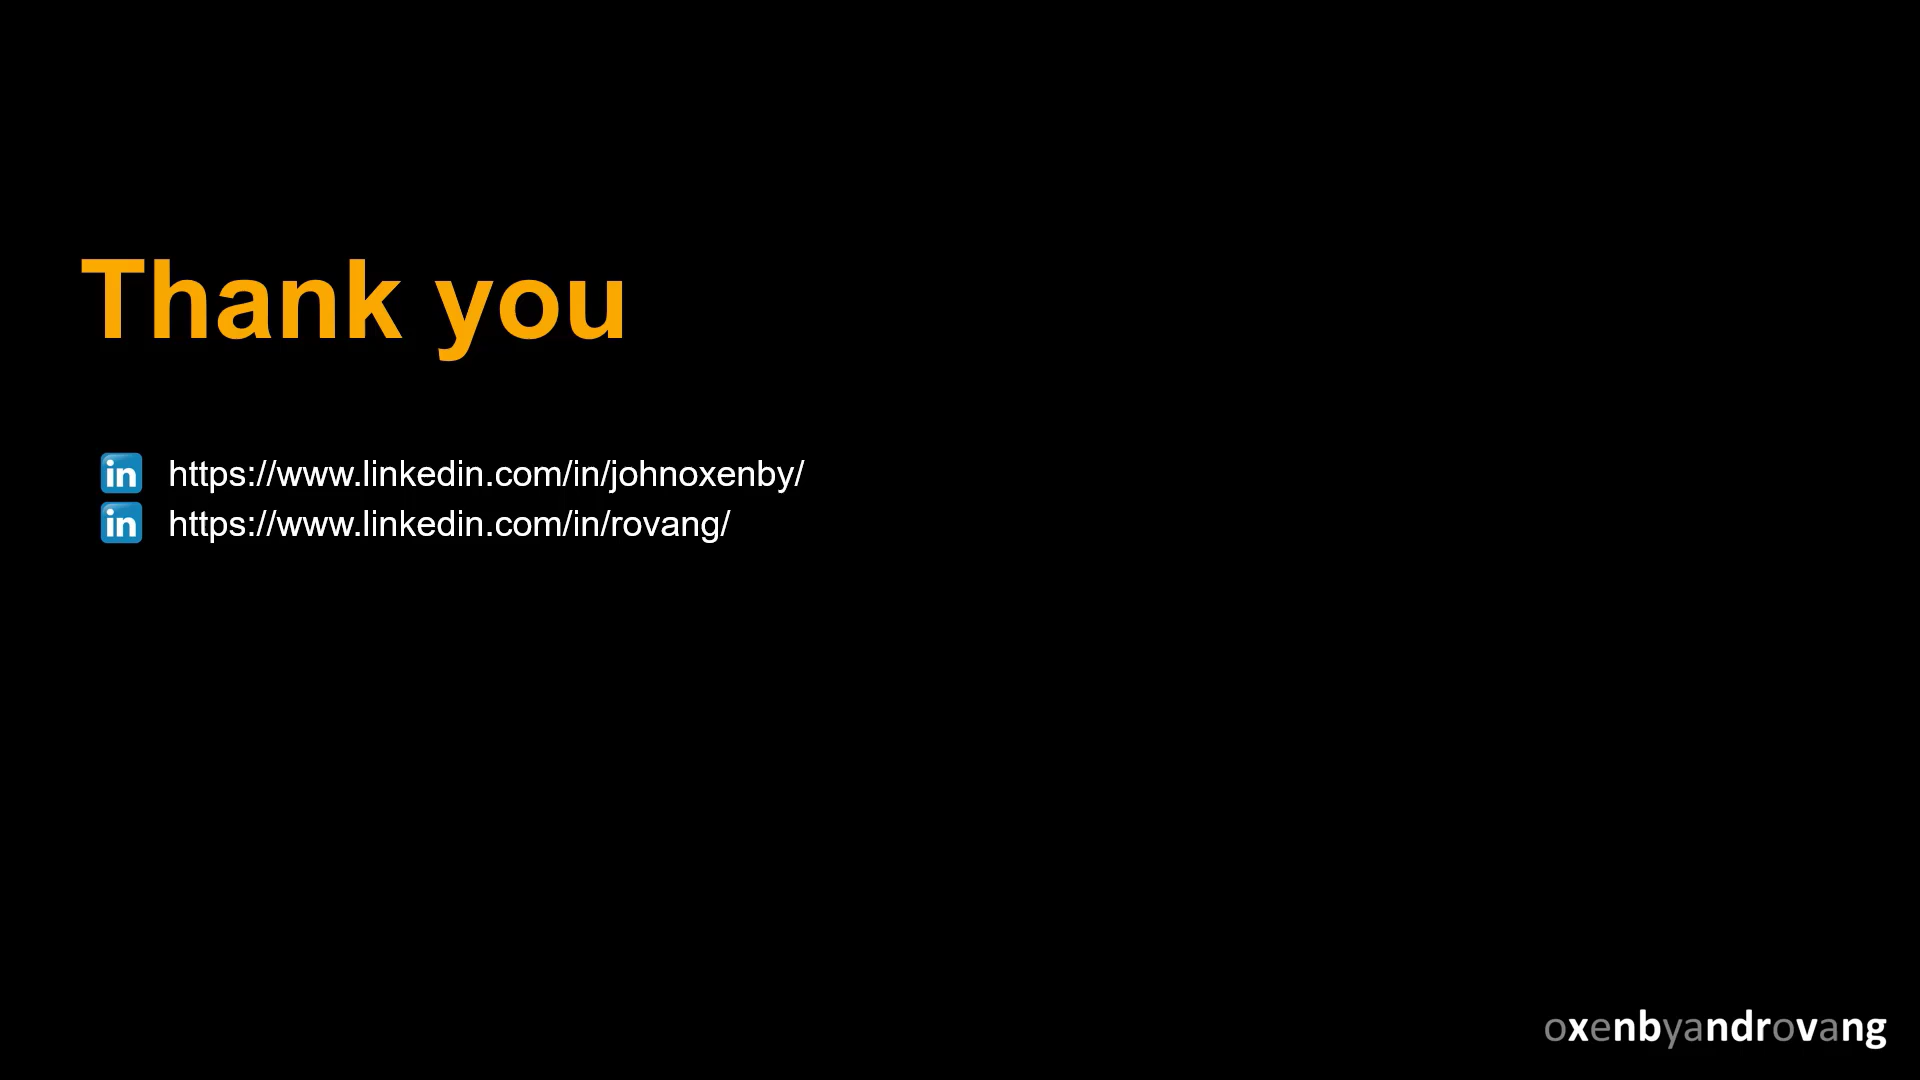 Thank you
in https://www.linkedin.com/in/johnoxenby/
in https://www.linkedin.com/in/rovang/
oxenbyandrovang